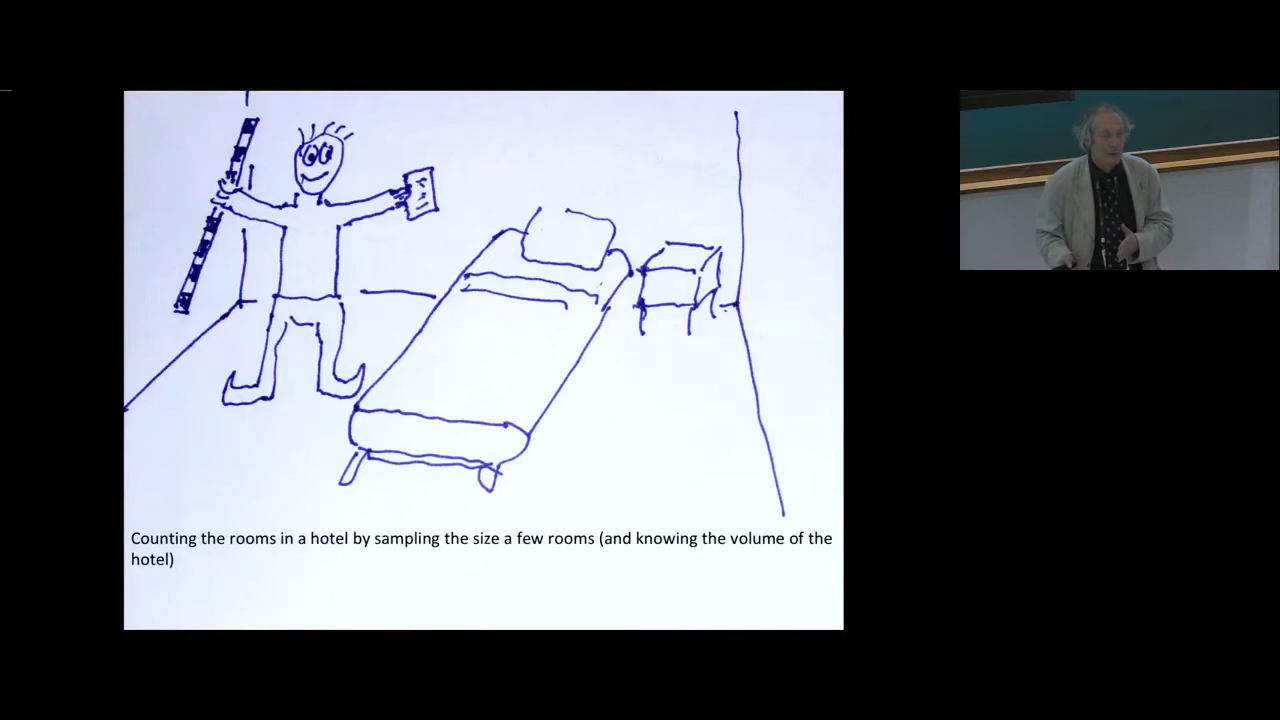 Counting the rooms in a hotel by sampling the size a few rooms (and knowing the volume of the
hotel)